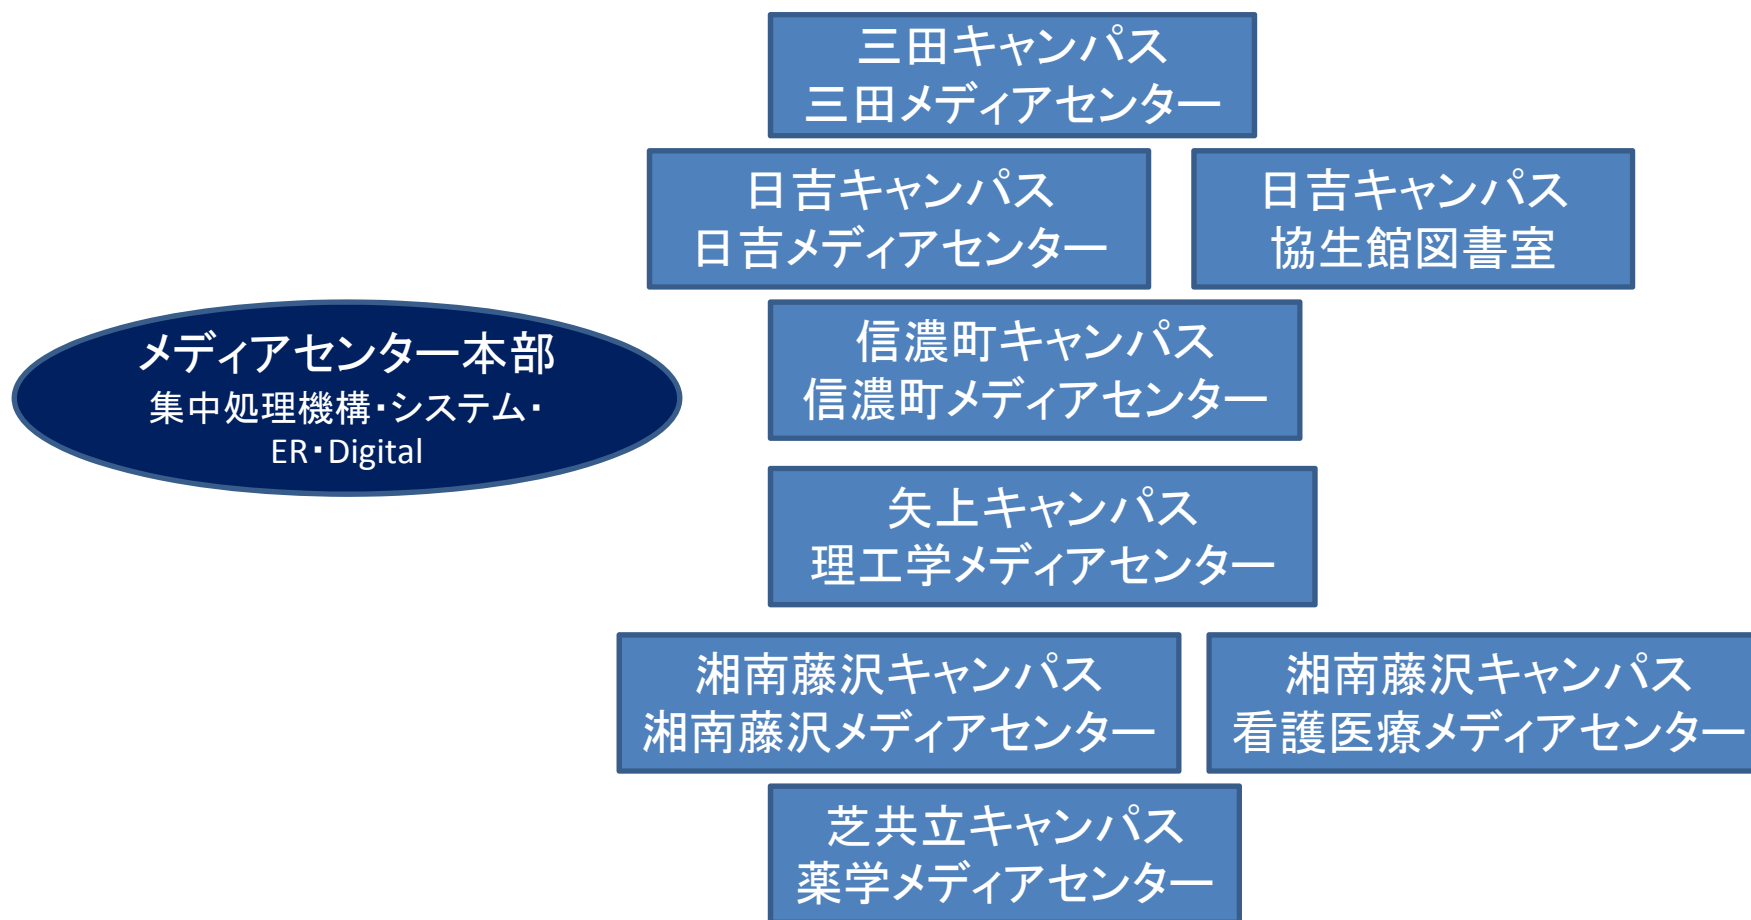 三田キャンパス
三田メディアセンター
日吉キャンパス
日吉メディアセンター
日吉キャンパス
協生館図書室
メディアセンター本部
集中処理機構・システム・
ER・Digital
信濃町キャンパス
信濃町メディアセンター
矢上キャンパス
理工学メディアセンター
湘南藤沢キャンパス
湘南藤沢メディアセンター
湘南藤沢キャンパス
看護医療メディアセンター
芝共立キャンパス
薬学メディアセンター